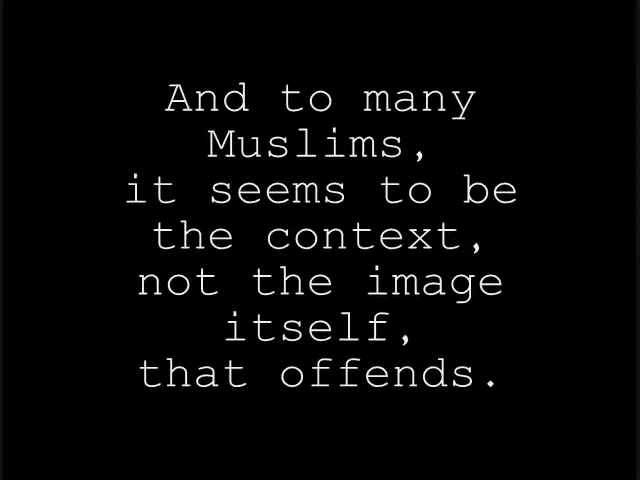 And to many
Muslims,
it seems to be
the context,
not the image
itself,
that offends.